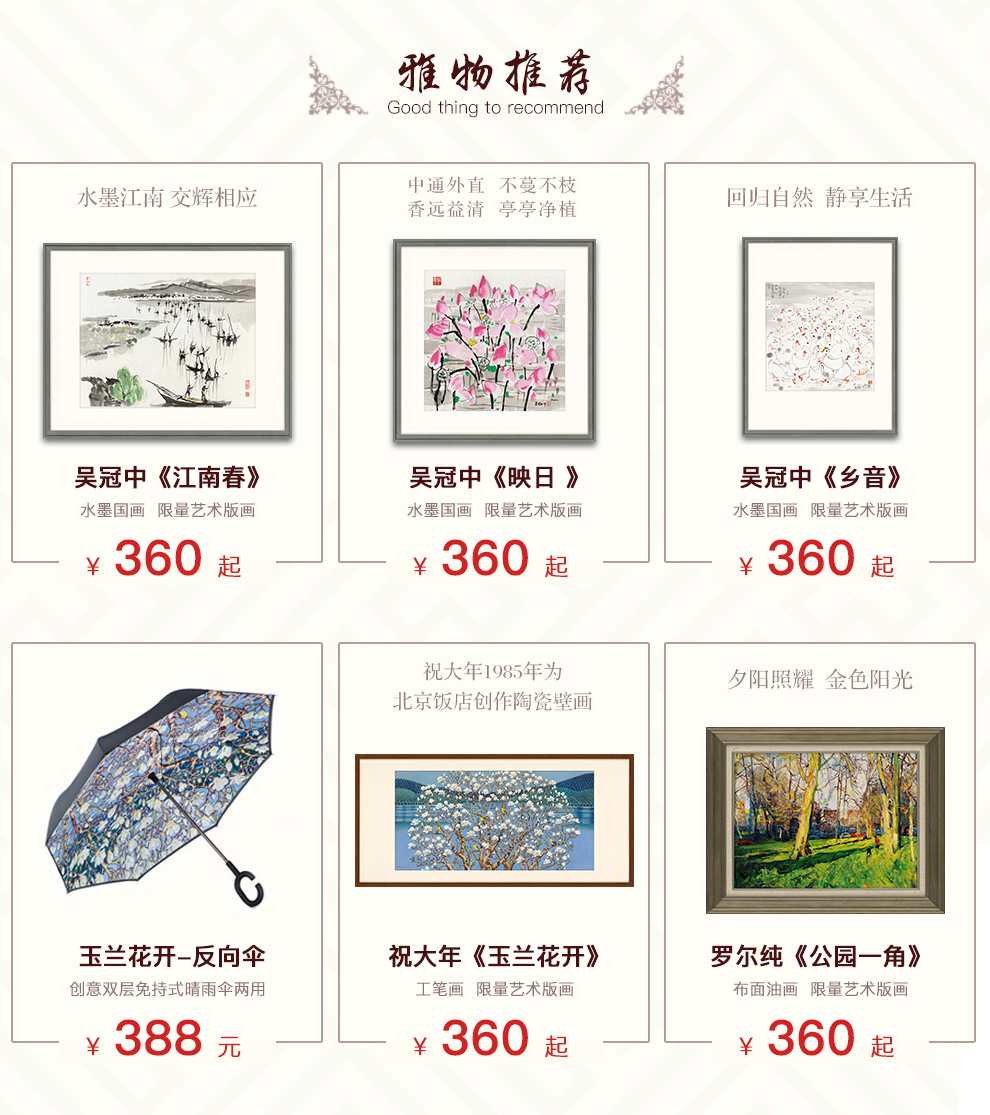 雅物推荐
Good thing to recommend
水墨江南 交辉相应
吴冠中《江南春》
水墨国画 限量艺术版画
￥ 360 起
中通外直 不蔓不枝
香远益清 亭亭净植
吴冠中《映日 》
水墨国画 限量艺术版画
￥ 360 起
回归自然 静享生活
吴冠中《乡音》
水墨国画 限量艺术版画
￥ 360 起
玉兰花开–反向伞
创意双层免持式晴雨伞两用
￥ 388 元
祝大年1985年为
北京饭店创作陶瓷壁画
祝大年《玉兰花开》
工笔画 限量艺术版画
￥ 360 起
夕阳照耀 金色阳光
罗尔纯《公园一角》
布面油画 限量艺术版画
￥ 360 起